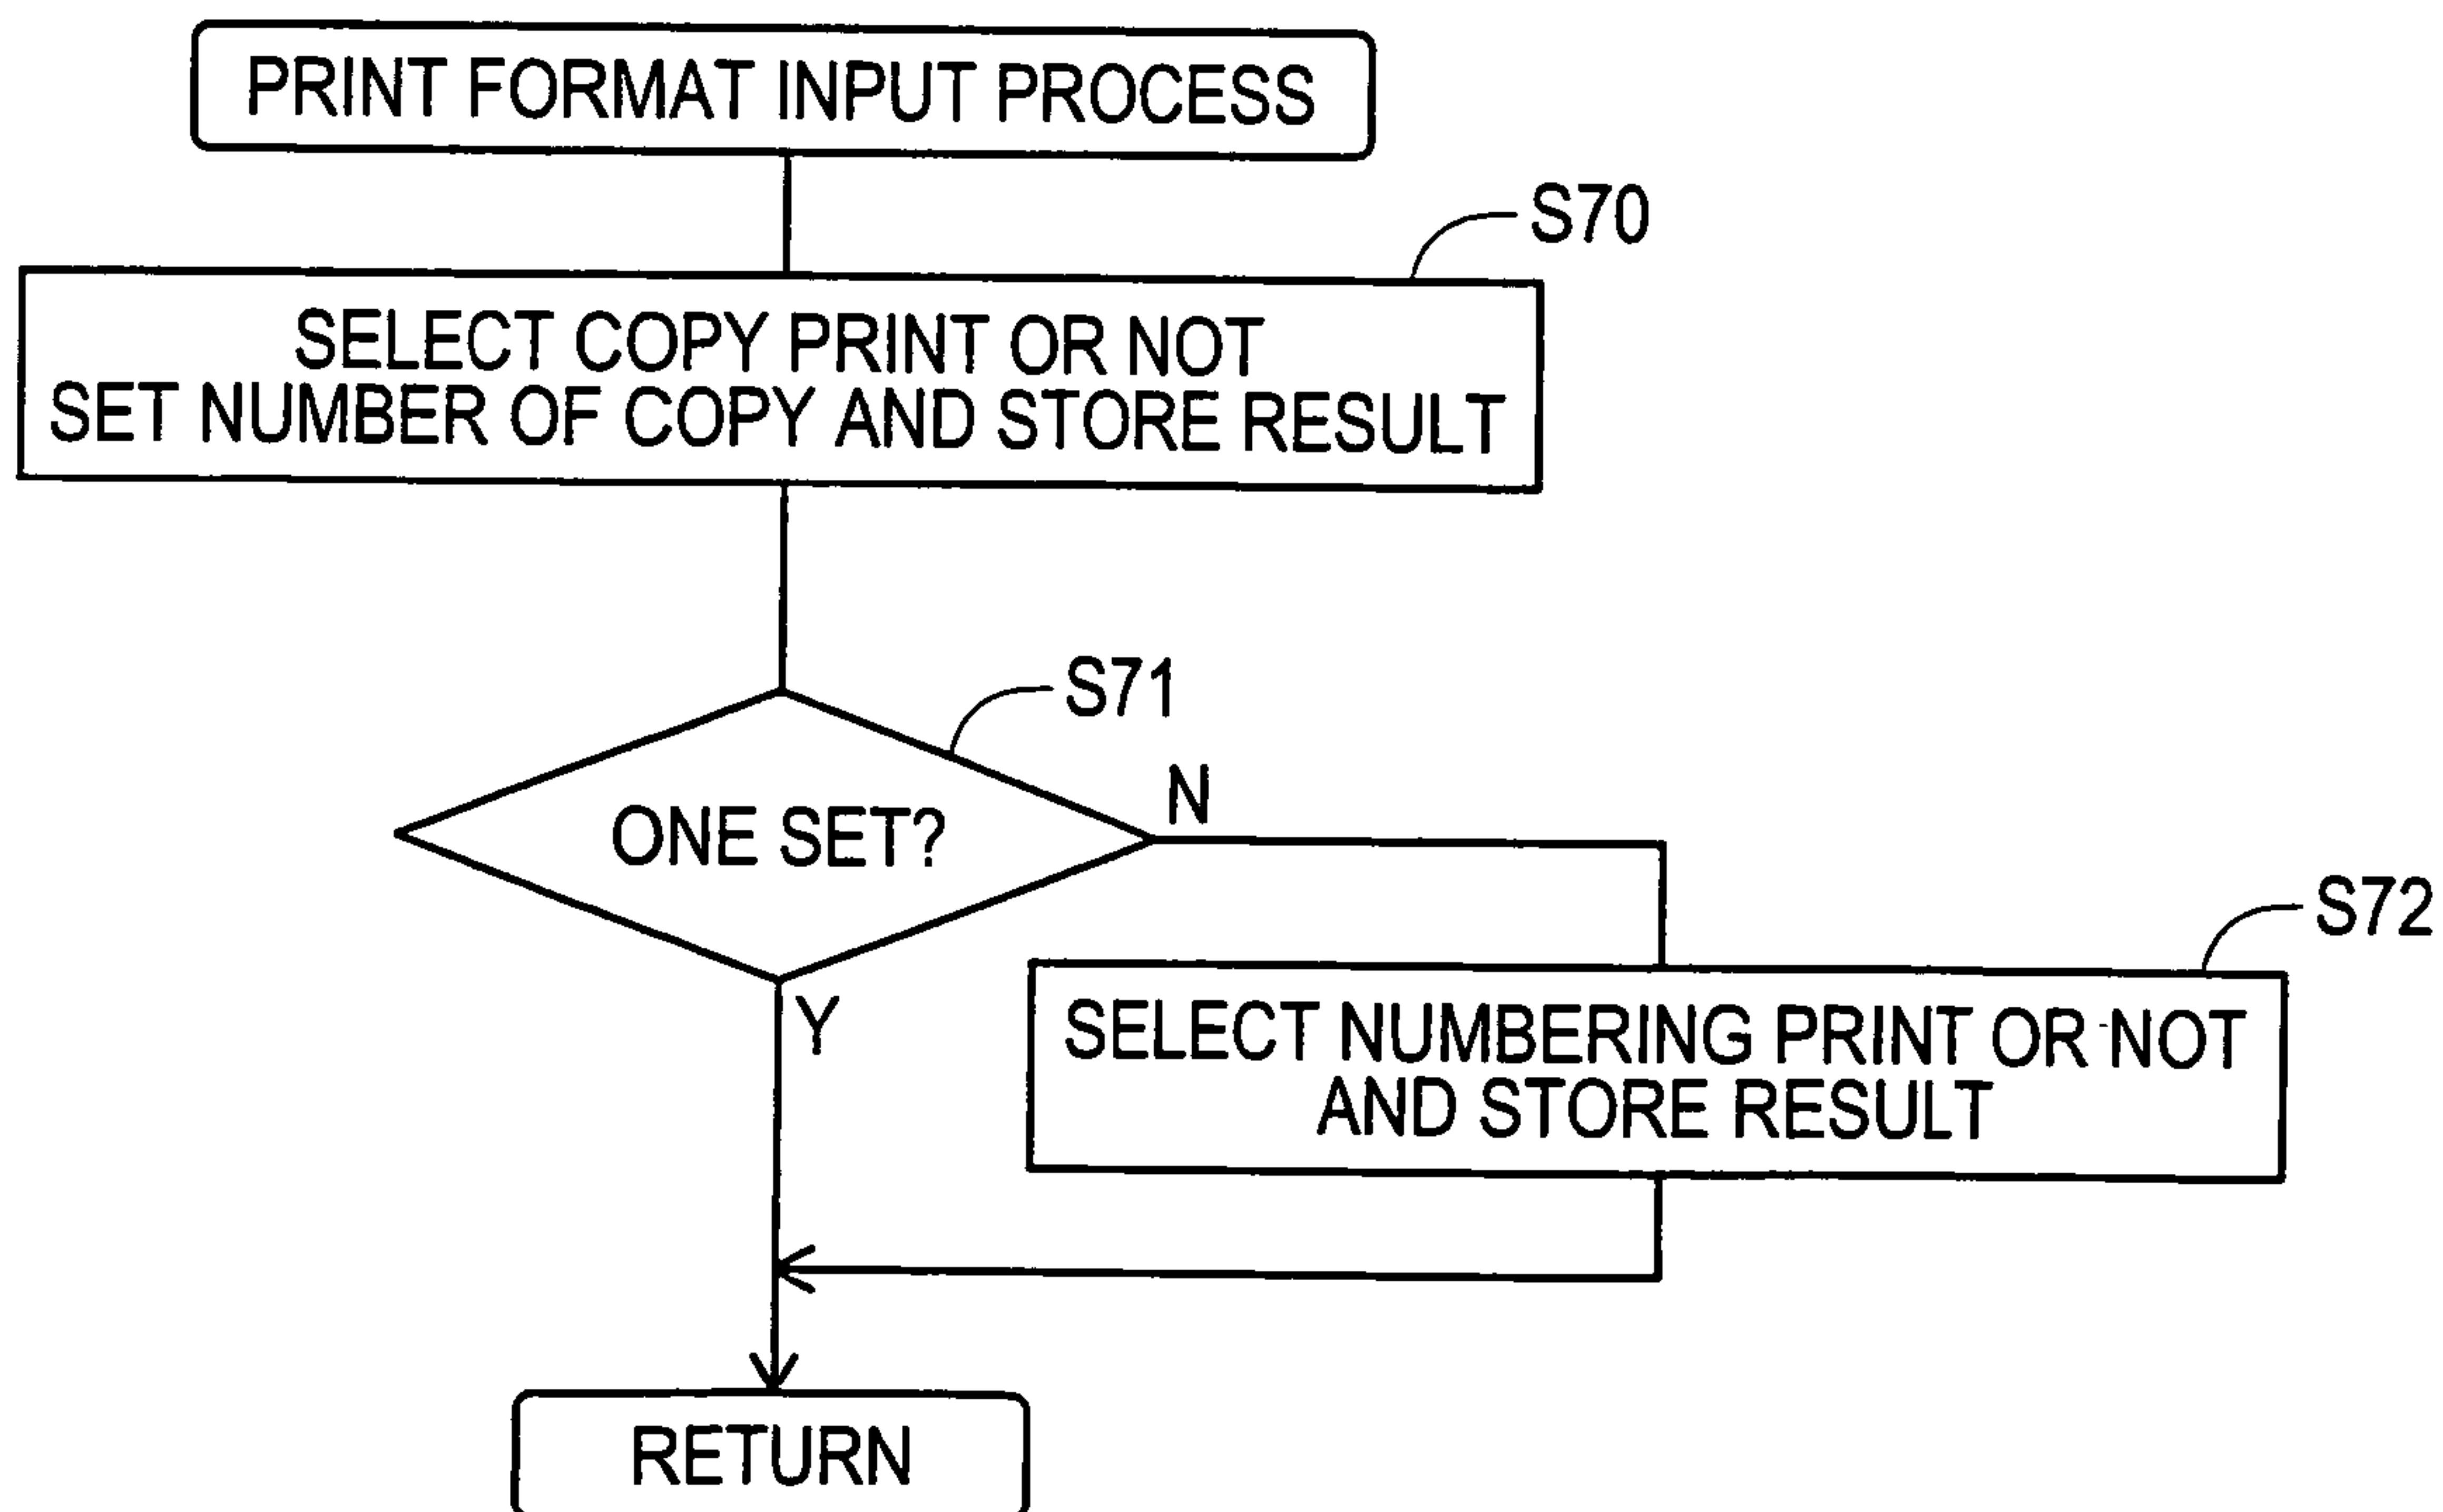 PRINT FORMAT INPUT PROCESS
S70
SELECT COPY PRINT OR NOT
SET NUMBER OF COPY AND STORE RESULT
S71
ONE SET?
N
Y
S72
SELECT NUMBERING PRINT OR NOT
AND STORE RESULT
RETURN